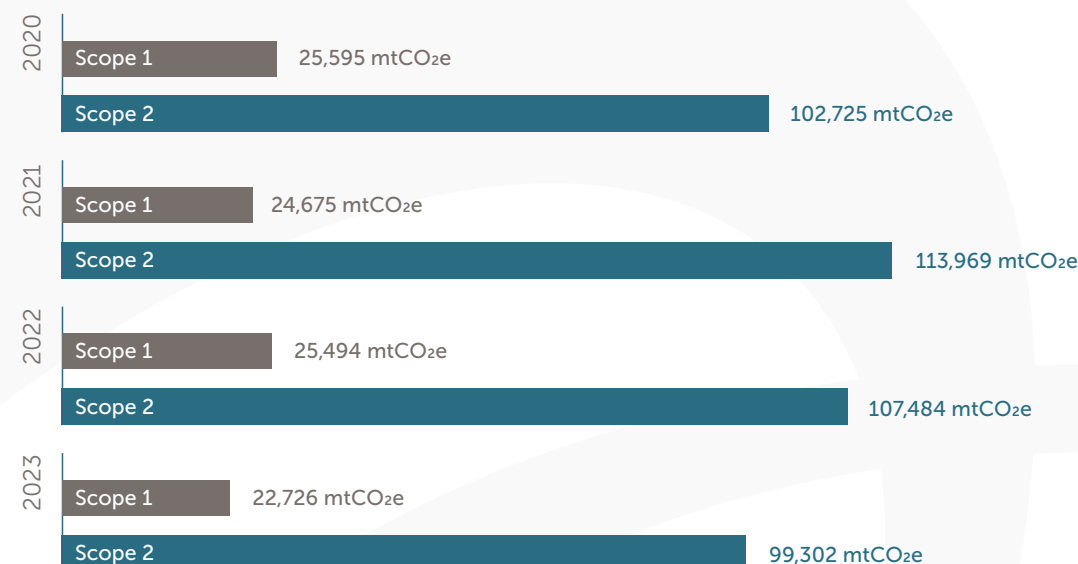 2020
Scope 1 25,595 mtCO₂e
Scope 2 102,725 mtCO₂e
2021
Scope 1 24,675 mtCO₂e
Scope 2 113,969 mtCO₂e
2022
Scope 1 25,494 mtCO₂e
Scope 2 107,484 mtCO₂e
2023
Scope 1 22,726 mtCO₂e
Scope 2 99,302 mtCO₂e